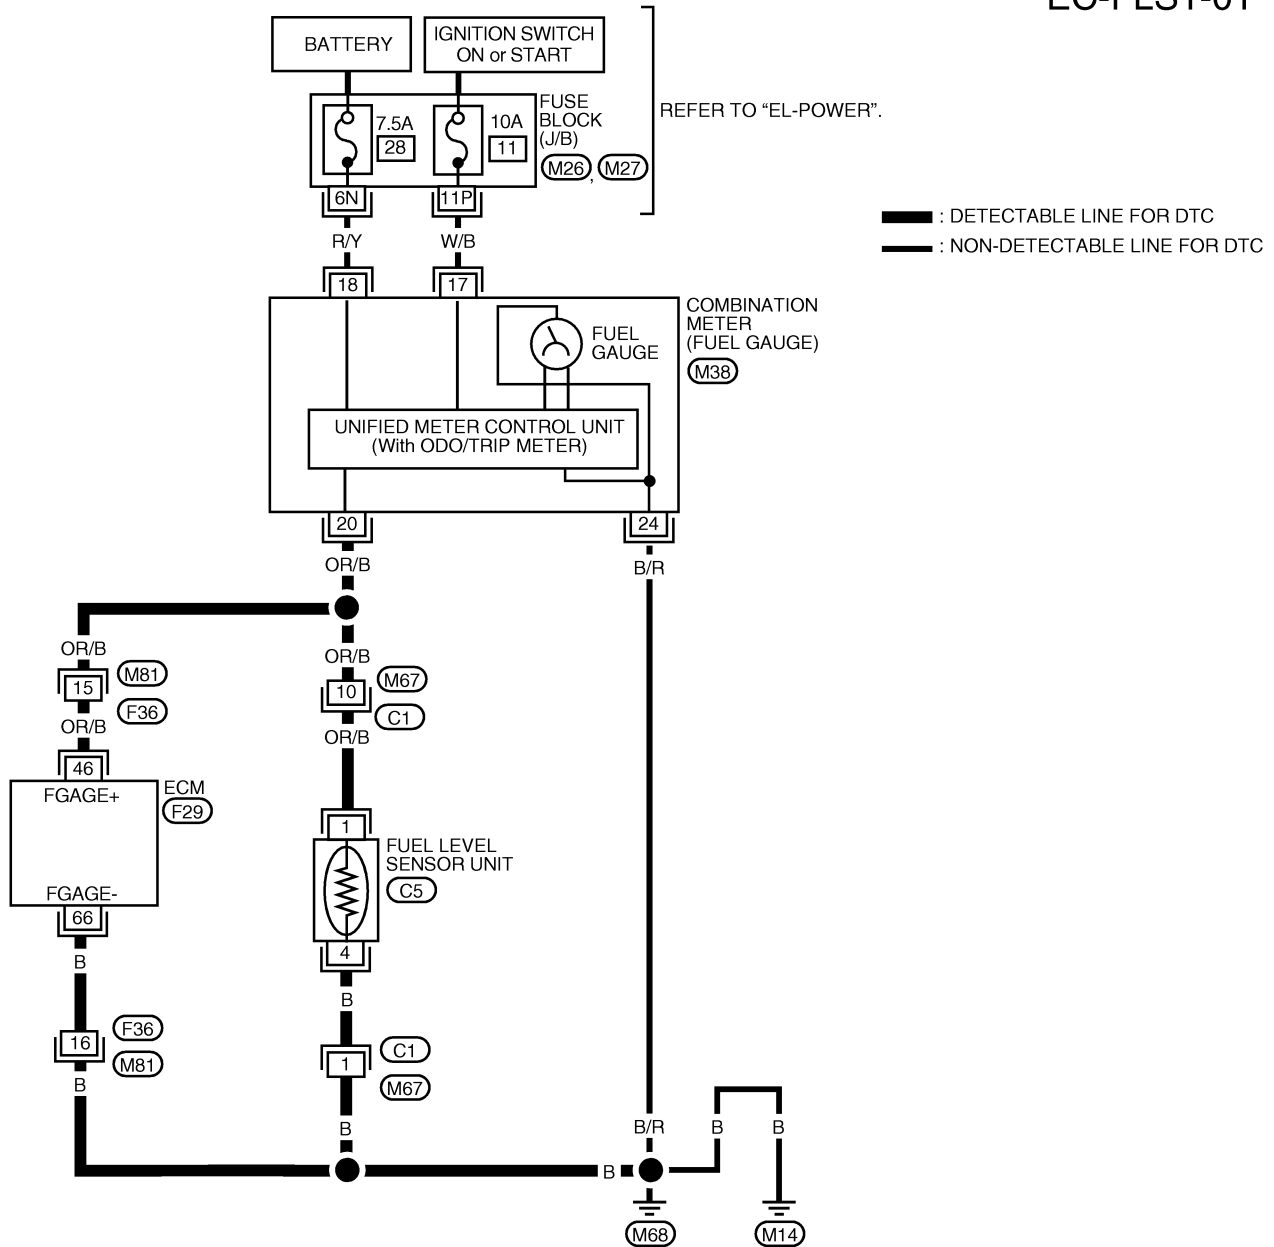 BATTERY
IGNITION SWITCH
ON or START
FUSE
BLOCK
(J/B)
M26, M27
7.5A
28
10A
11
REFER TO “EL-POWER”.
6N
11P
R/Y
W/B
: DETECTABLE LINE FOR DTC
: NON-DETECTABLE LINE FOR DTC
18
17
COMBINATION
METER
(FUEL GAUGE)
M38
FUEL
GAUGE
UNIFIED METER CONTROL UNIT
(With ODO/TRIP METER)
20
24
OR/B
B/R
OR/B
15
M81
F36
OR/B
46
FGAGE+
ECM
F29
FGAGE-
66
B
16
F36
M81
B
OR/B
10
M67
C1
OR/B
1
FUEL LEVEL
SENSOR UNIT
C5
4
B
1
C1
M67
B
B/R
B
B
B
M68
M14